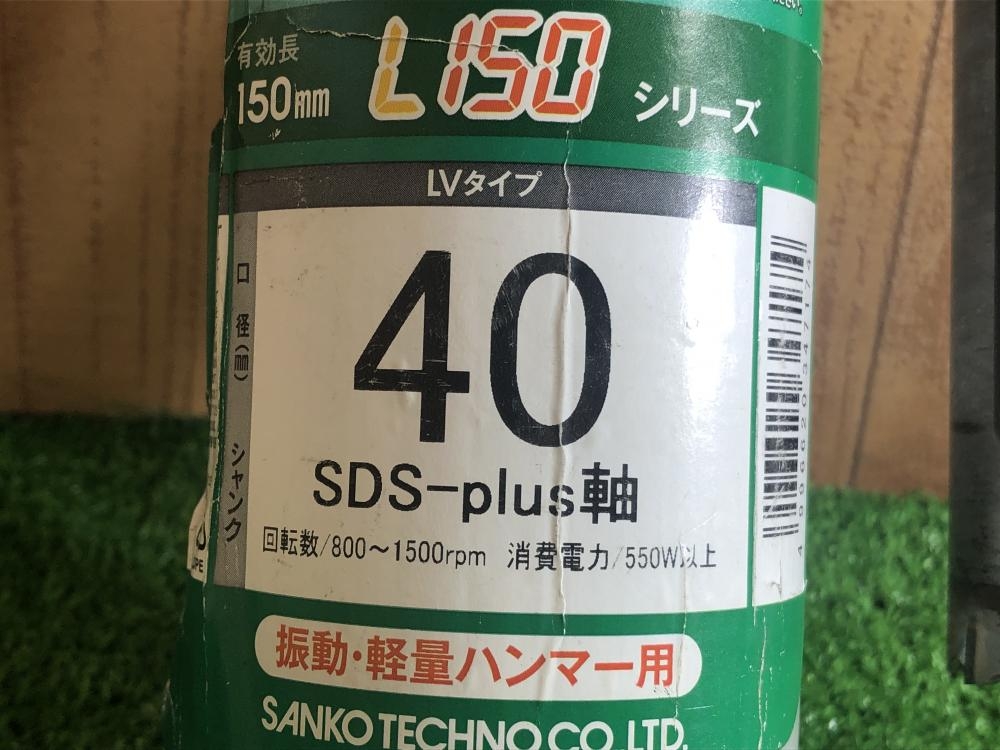 有効長
150mm
L150 シリーズ
LVタイプ
口径(mm)
40
シャンク
SDS-plus軸
回転数/800〜1500rpm 消費電力/550W以上
振動・軽量ハンマー用
SANKO TECHNO CO.,LTD.